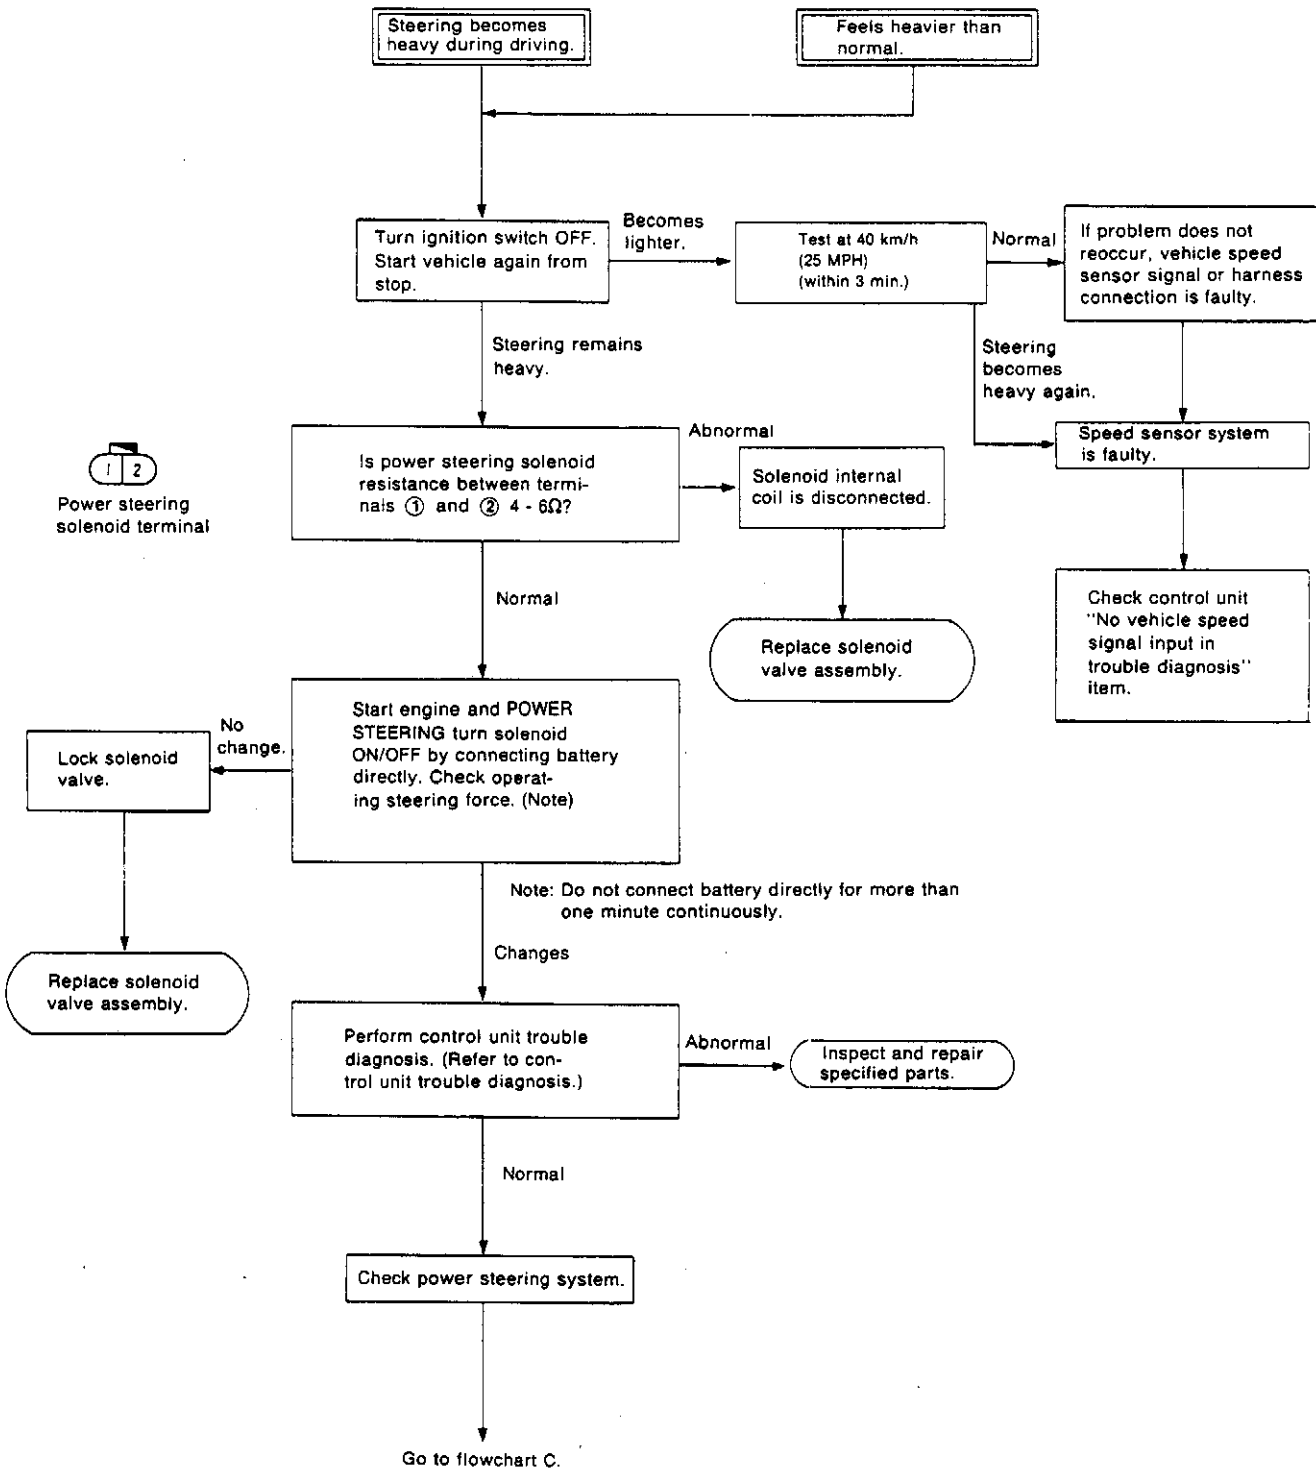 Steering becomes
heavy during driving.
Feels heavier than
normal.
Turn ignition switch OFF.
Start vehicle again from
stop.
Becomes
lighter.
Test at 40 km/h
(25 MPH)
(within 3 min.)
Normal
If problem does not
reoccur, vehicle speed
sensor signal or harness
connection is faulty.
Steering remains
heavy.
Steering
becomes
heavy again.
1 2
Power steering
solenoid terminal
Is power steering solenoid
resistance between termi-
nals ① and ② 4 - 6Ω?
Abnormal
Solenoid internal
coil is disconnected.
Speed sensor system
is faulty.
Normal
Replace solenoid
valve assembly.
Check control unit
"No vehicle speed
signal input in
trouble diagnosis"
item.
Start engine and POWER
STEERING turn solenoid
ON/OFF by connecting battery
directly. Check operat-
ing steering force. (Note)
No
change.
Lock solenoid
valve.
Note: Do not connect battery directly for more than
one minute continuously.
Changes
Replace solenoid
valve assembly.
Perform control unit trouble
diagnosis. (Refer to con-
trol unit trouble diagnosis.)
Abnormal
Inspect and repair
specified parts.
Normal
Check power steering system.
Go to flowchart C.